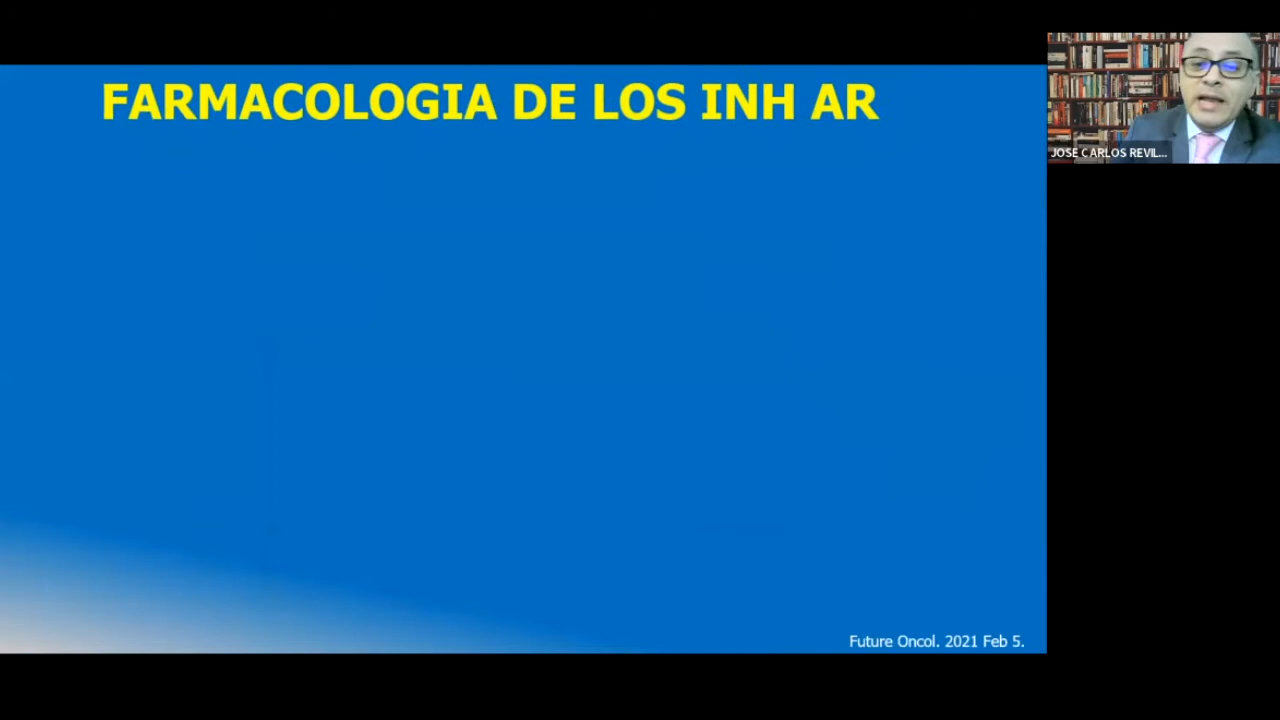 FARMACOLOGIA DE LOS INH AR
JOSE CARLOS REVIL...
Future Oncol. 2021 Feb 5.